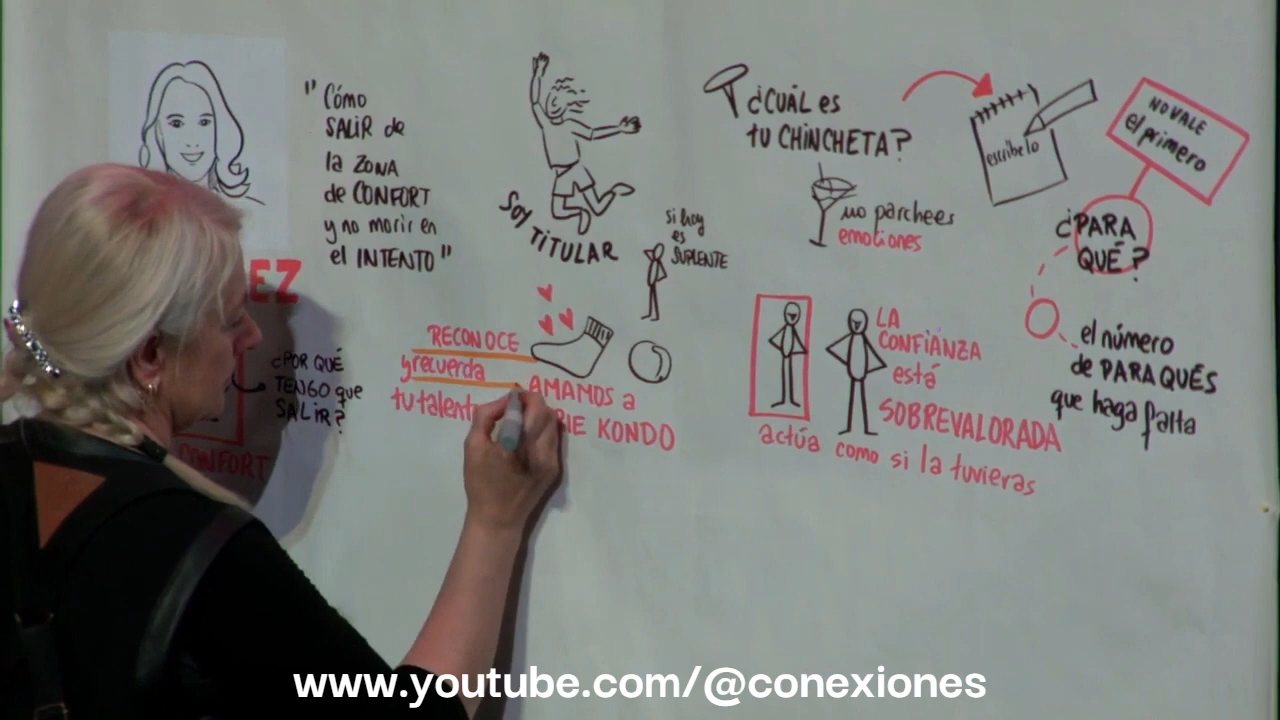 " Cómo
SALIR de
la ZONA
de CONFORT
y no morir en
el INTENTO "
EZ
¿POR QUÉ
TENGO que
SALIR?
CONFORT
SOY TITULAR
si hoy
es
SUPLENTE
RECONOCE
y recuerda
tu talent
AMAMOS a
KONDO
¿CUÁL es
tu CHINCHETA?
no parchees
emociones
escríbelo
NO VALE
el primero
¿PARA
QUÉ?
el número
de PARA QUÉS
que haga falta
LA
CONFIANZA
está
SOBREVALORADA
actúa como si la tuvieras
www.youtube.com/@conexiones